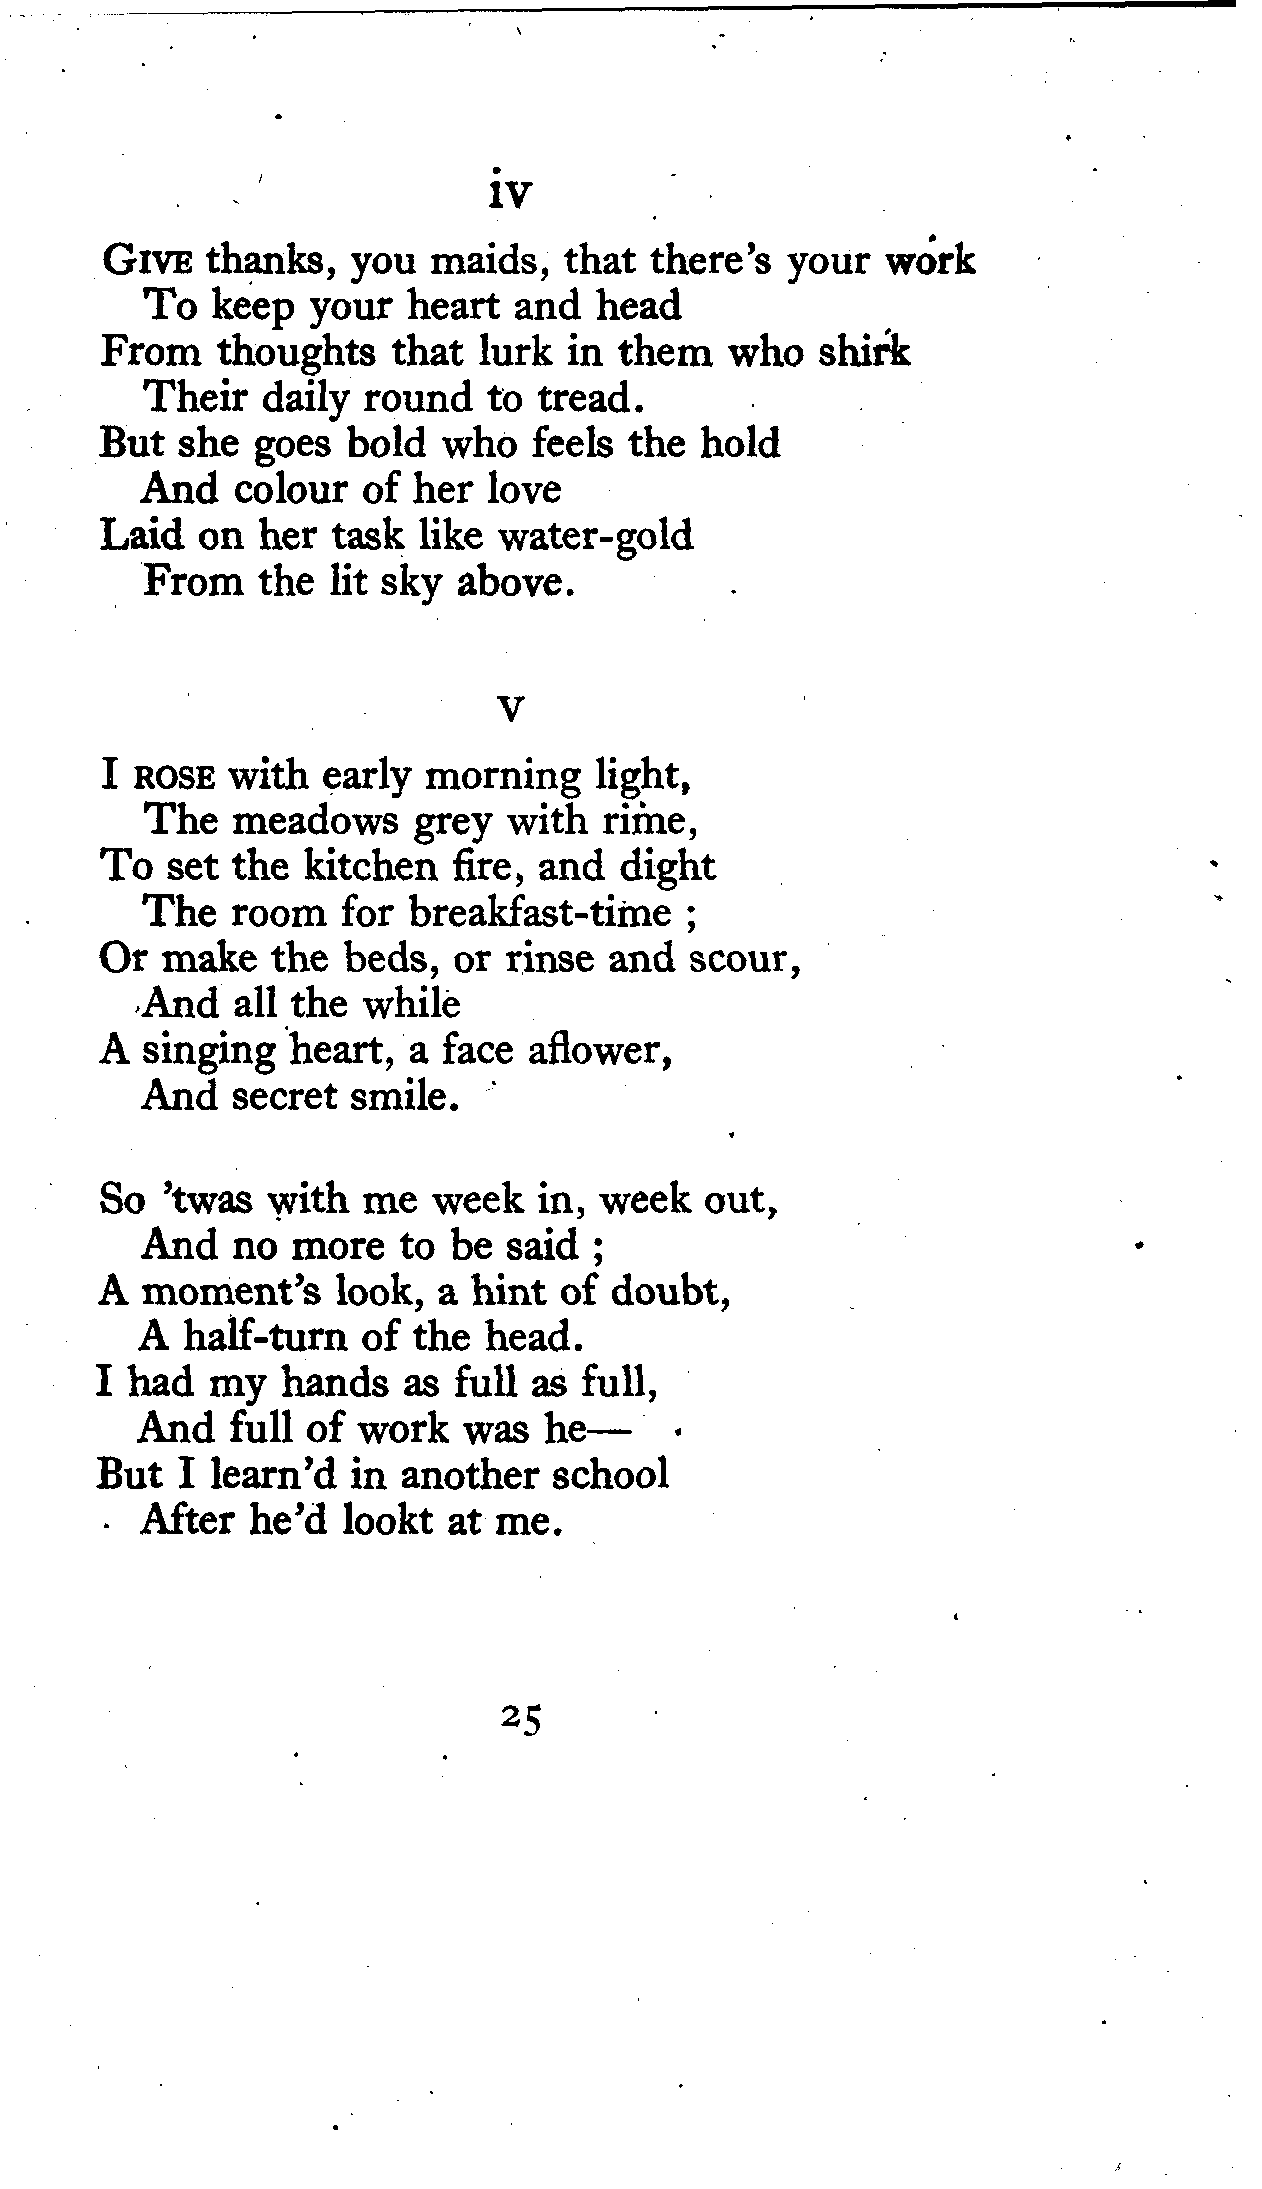 iv
GIVE thanks, you maids, that there's your work
To keep your heart and head
From thoughts that lurk in them who shirk
Their daily round to tread.
But she goes bold who feels the hold
And colour of her love
Laid on her task like water-gold
From the lit sky above.
v
I ROSE with early morning light,
The meadows grey with rime,
To set the kitchen fire, and dight
The room for breakfast-time ;
Or make the beds, or rinse and scour,
And all the while
A singing heart, a face aflower,
And secret smile.
So 'twas with me week in, week out,
And no more to be said ;
A moment's look, a hint of doubt,
A half-turn of the head.
I had my hands as full as full,
And full of work was he—
But I learn'd in another school
After he'd lookt at me.
25